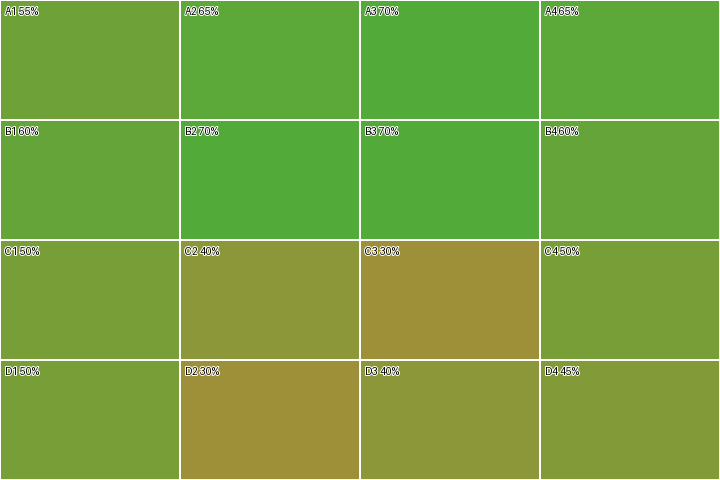 A1 55%
A2 65%
A3 70%
A4 65%
B1 60%
B2 70%
B3 70%
B4 60%
C1 50%
C2 40%
C3 30%
C4 50%
D1 50%
D2 30%
D3 40%
D4 45%